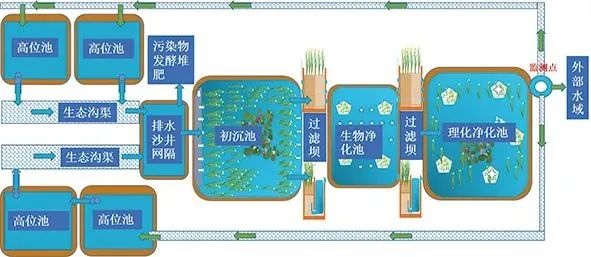 高位池
高位池
污染物
发酵堆
肥
生态沟渠
生态沟渠
排水
沙井
网隔
初沉池
过滤坝
生物净
化池
过滤坝
理化净化池
监测点
外部水域
高位池
高位池